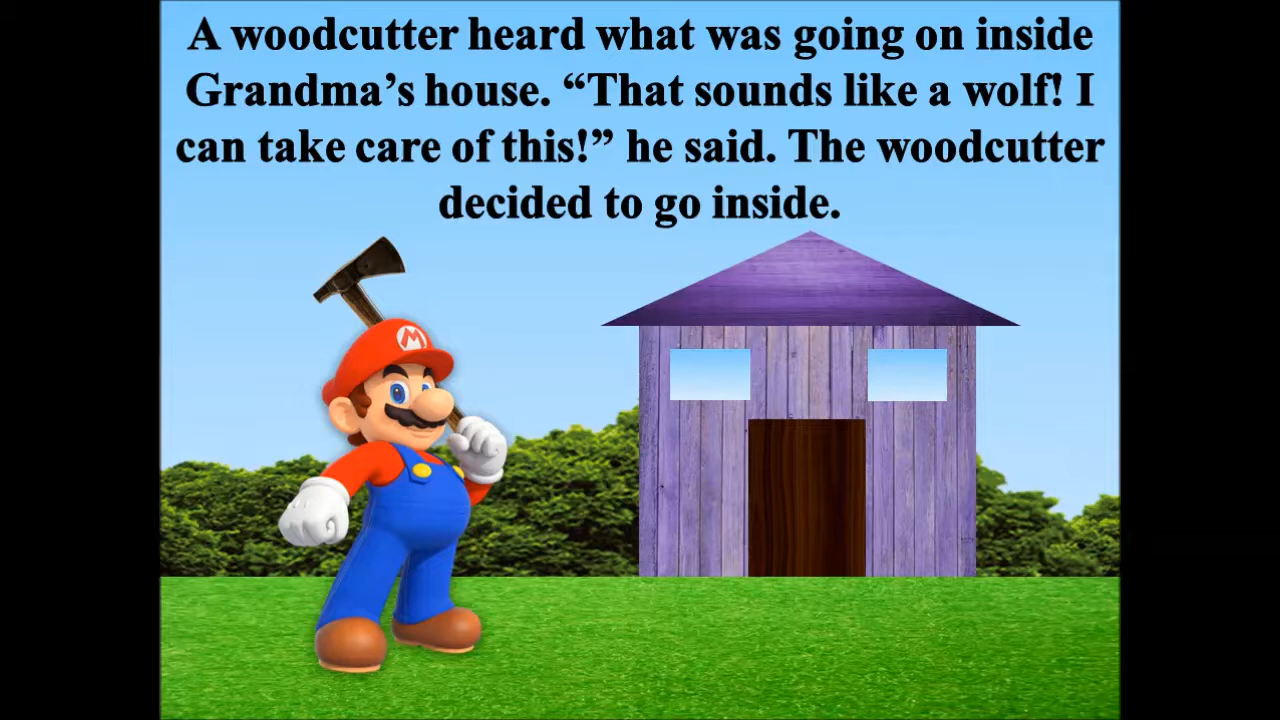 A woodcutter heard what was going on inside
Grandma’s house. “That sounds like a wolf! I
can take care of this!” he said. The woodcutter
decided to go inside.
M